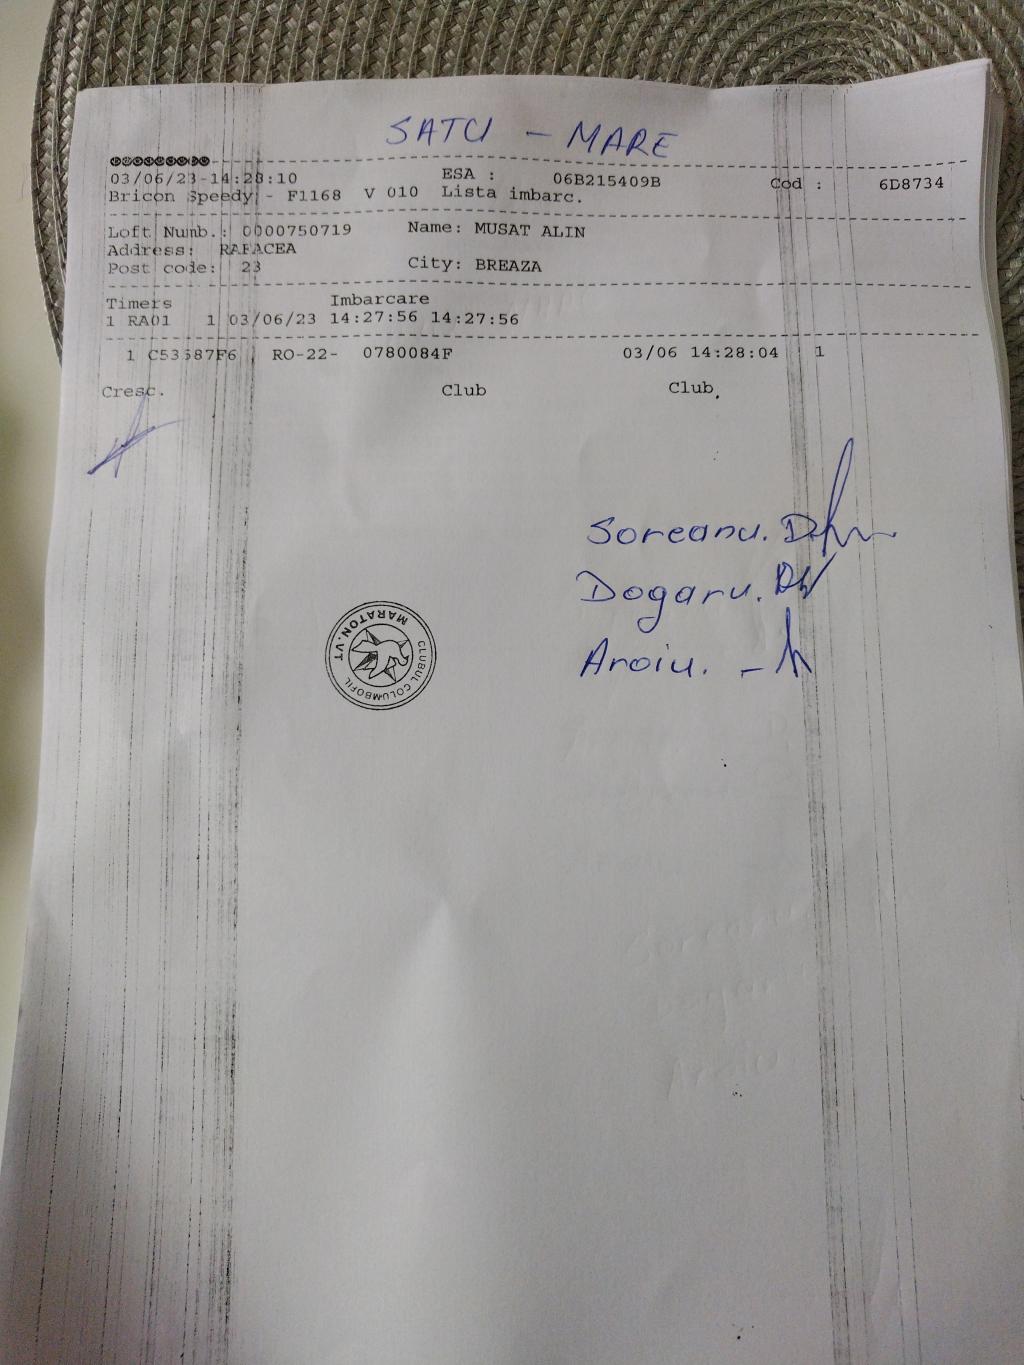 SATU - MARE
03/06/23-14:28:10 ESA : 06B215409B Cod : 6D8734
Bricon Speedy - F1168 V 010 Lista imbarc.
Loft Numb.: 0000750719 Name: MUSAT ALIN
Address: RAFACEA
Post code: 23 City: BREAZA
Timers Imbarcare
1 RA01 1 03/06/23 14:27:56 14:27:56
1 C53587F6 RO-22- 0780084F 03/06 14:28:04 1
Cresc. Club Club
Soreanu. D
Dogaru.
Aroiu. -
CLUBUL COLUMBOFIL
MARATON.VT